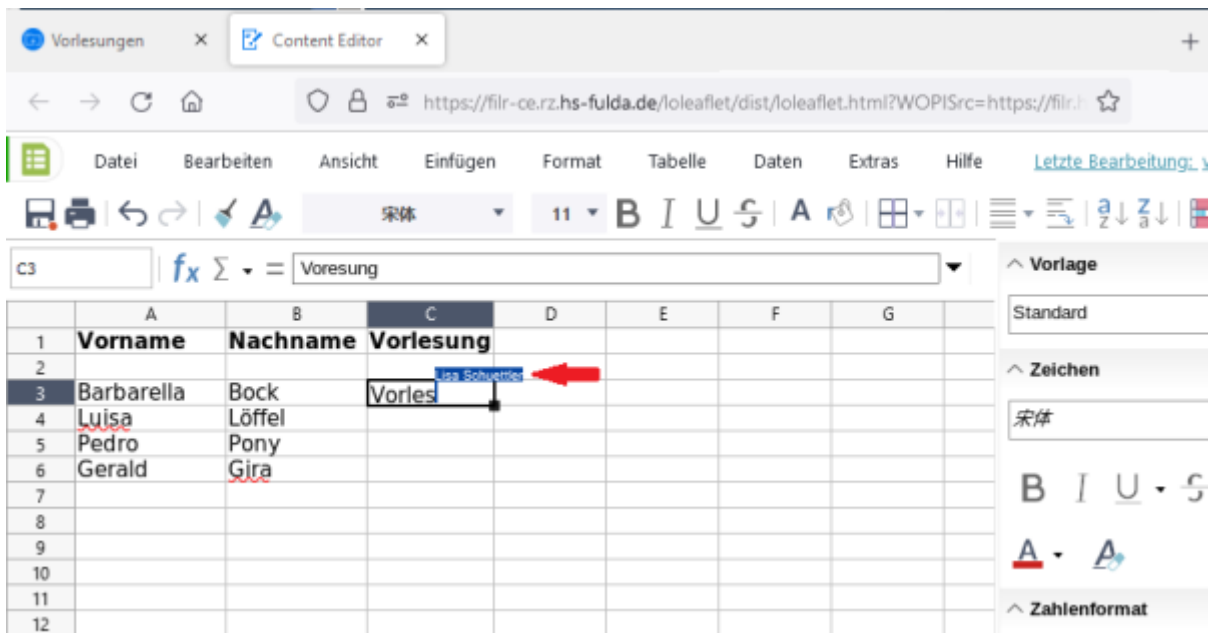 Vorlesungen × Content Editor × +
https://filr-ce.rz.hs-fulda.de/loleaflet/dist/loleaflet.html?WOPISrc=https://filr.h
Datei Bearbeiten Ansicht Einfügen Format Tabelle Daten Extras Hilfe Letzte Bearbeitung:
宋体 11 B I U S A
C3 fx Σ = Voresung
Vorlage
Standard
A B C D E F G
1 Vorname Nachname Vorlesung
2
Lisa Schuettler
Zeichen
3 Barbarella Bock Vorles
4 Luisa Löffel
宋体
5 Pedro Pony
6 Gerald Gira
7
B I U S
8
9
A A
10
11
Zahlenformat
12